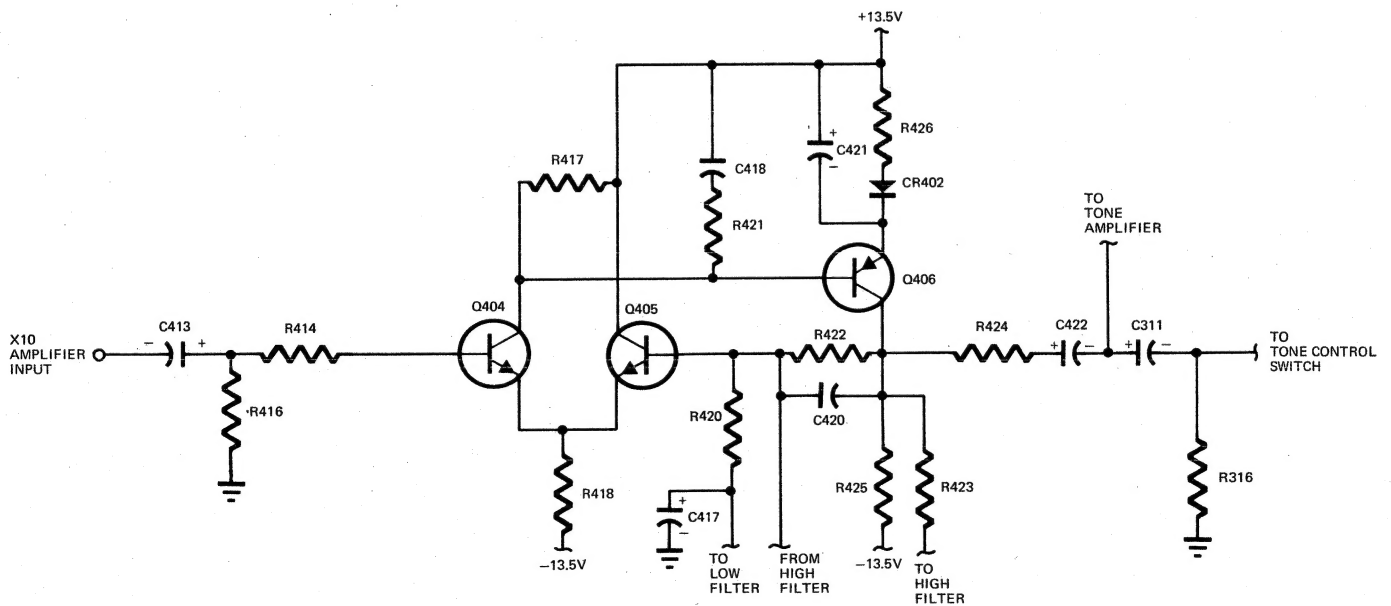 +13.5V
R426
R417
C418
+
C421
−
CR402
R421
TO
TONE
AMPLIFIER
Q406
Q404
Q405
X10
AMPLIFIER
INPUT
−
C413
+
R414
R422
R424
C422
+
−
C311
+
−
TO
TONE CONTROL
SWITCH
R416
R420
C420
R418
+
C417
−
R425
R423
R316
−13.5V
TO
LOW
FILTER
FROM
HIGH
FILTER
−13.5V
TO
HIGH
FILTER